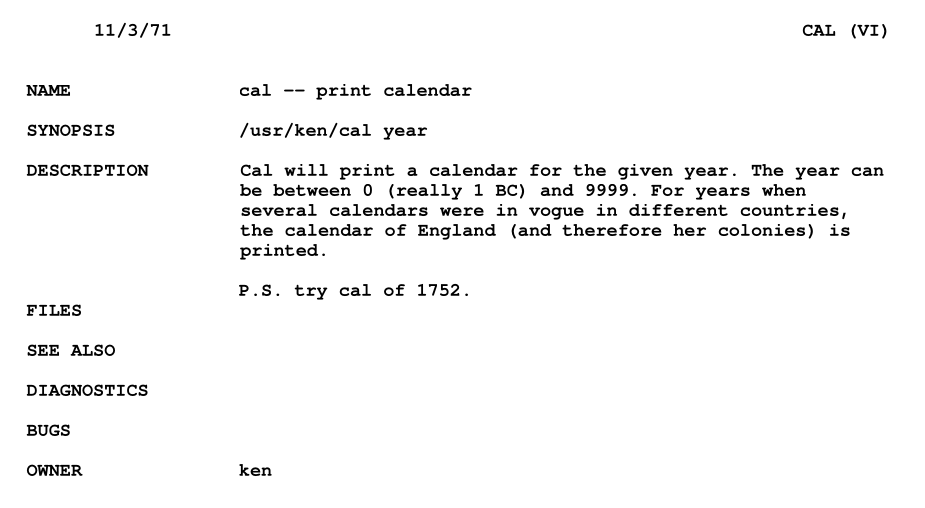 11/3/71 CAL (VI)
NAME cal -- print calendar
SYNOPSIS /usr/ken/cal year
DESCRIPTION Cal will print a calendar for the given year. The year can
be between 0 (really 1 BC) and 9999. For years when
several calendars were in vogue in different countries,
the calendar of England (and therefore her colonies) is
printed.
P.S. try cal of 1752.
FILES
SEE ALSO
DIAGNOSTICS
BUGS
OWNER ken